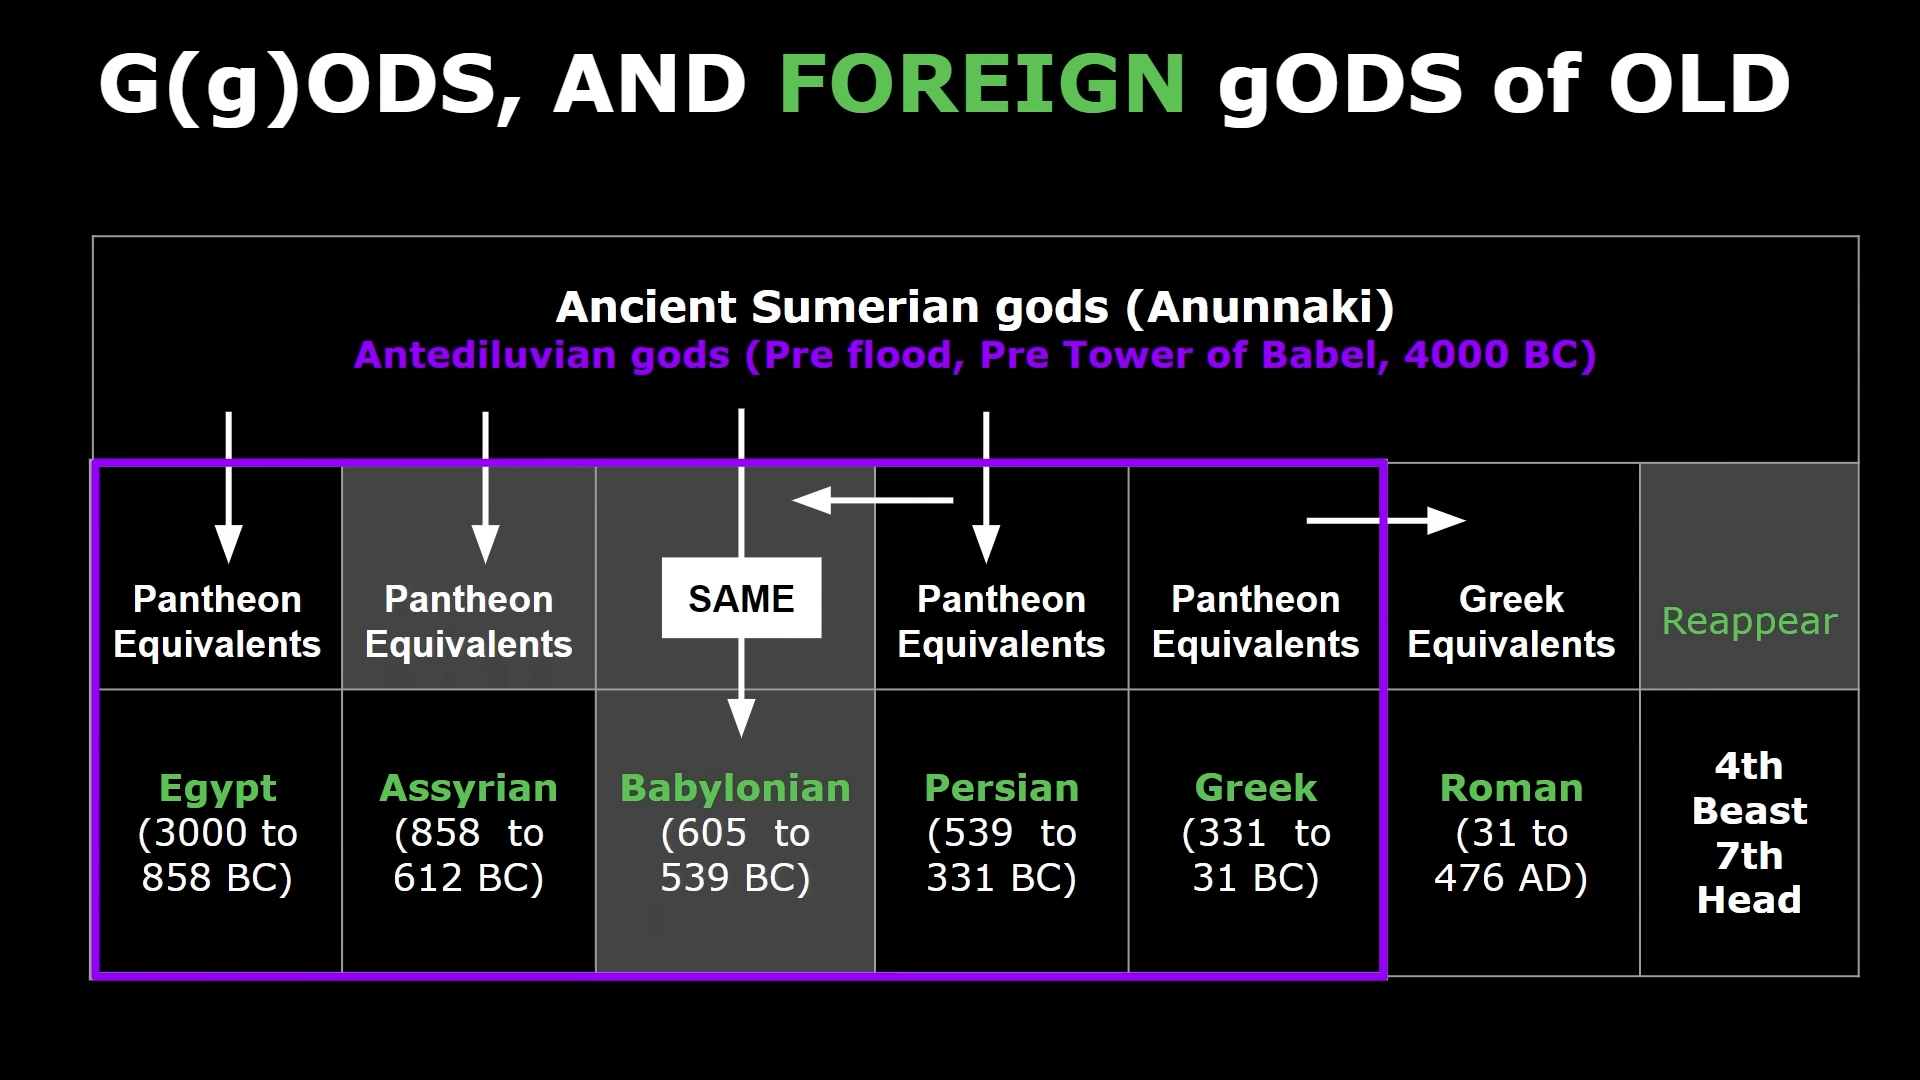 G(g)ODS, AND FOREIGN gODS of OLD
Ancient Sumerian gods (Anunnaki)
Antediluvian gods (Pre flood, Pre Tower of Babel, 4000 BC)
Pantheon
Equivalents
Pantheon
Equivalents
SAME
Pantheon
Equivalents
Pantheon
Equivalents
Greek
Equivalents
Reappear
Egypt
(3000 to
858 BC)
Assyrian
(858 to
612 BC)
Babylonian
(605 to
539 BC)
Persian
(539 to
331 BC)
Greek
(331 to
31 BC)
Roman
(31 to
476 AD)
4th
Beast
7th
Head